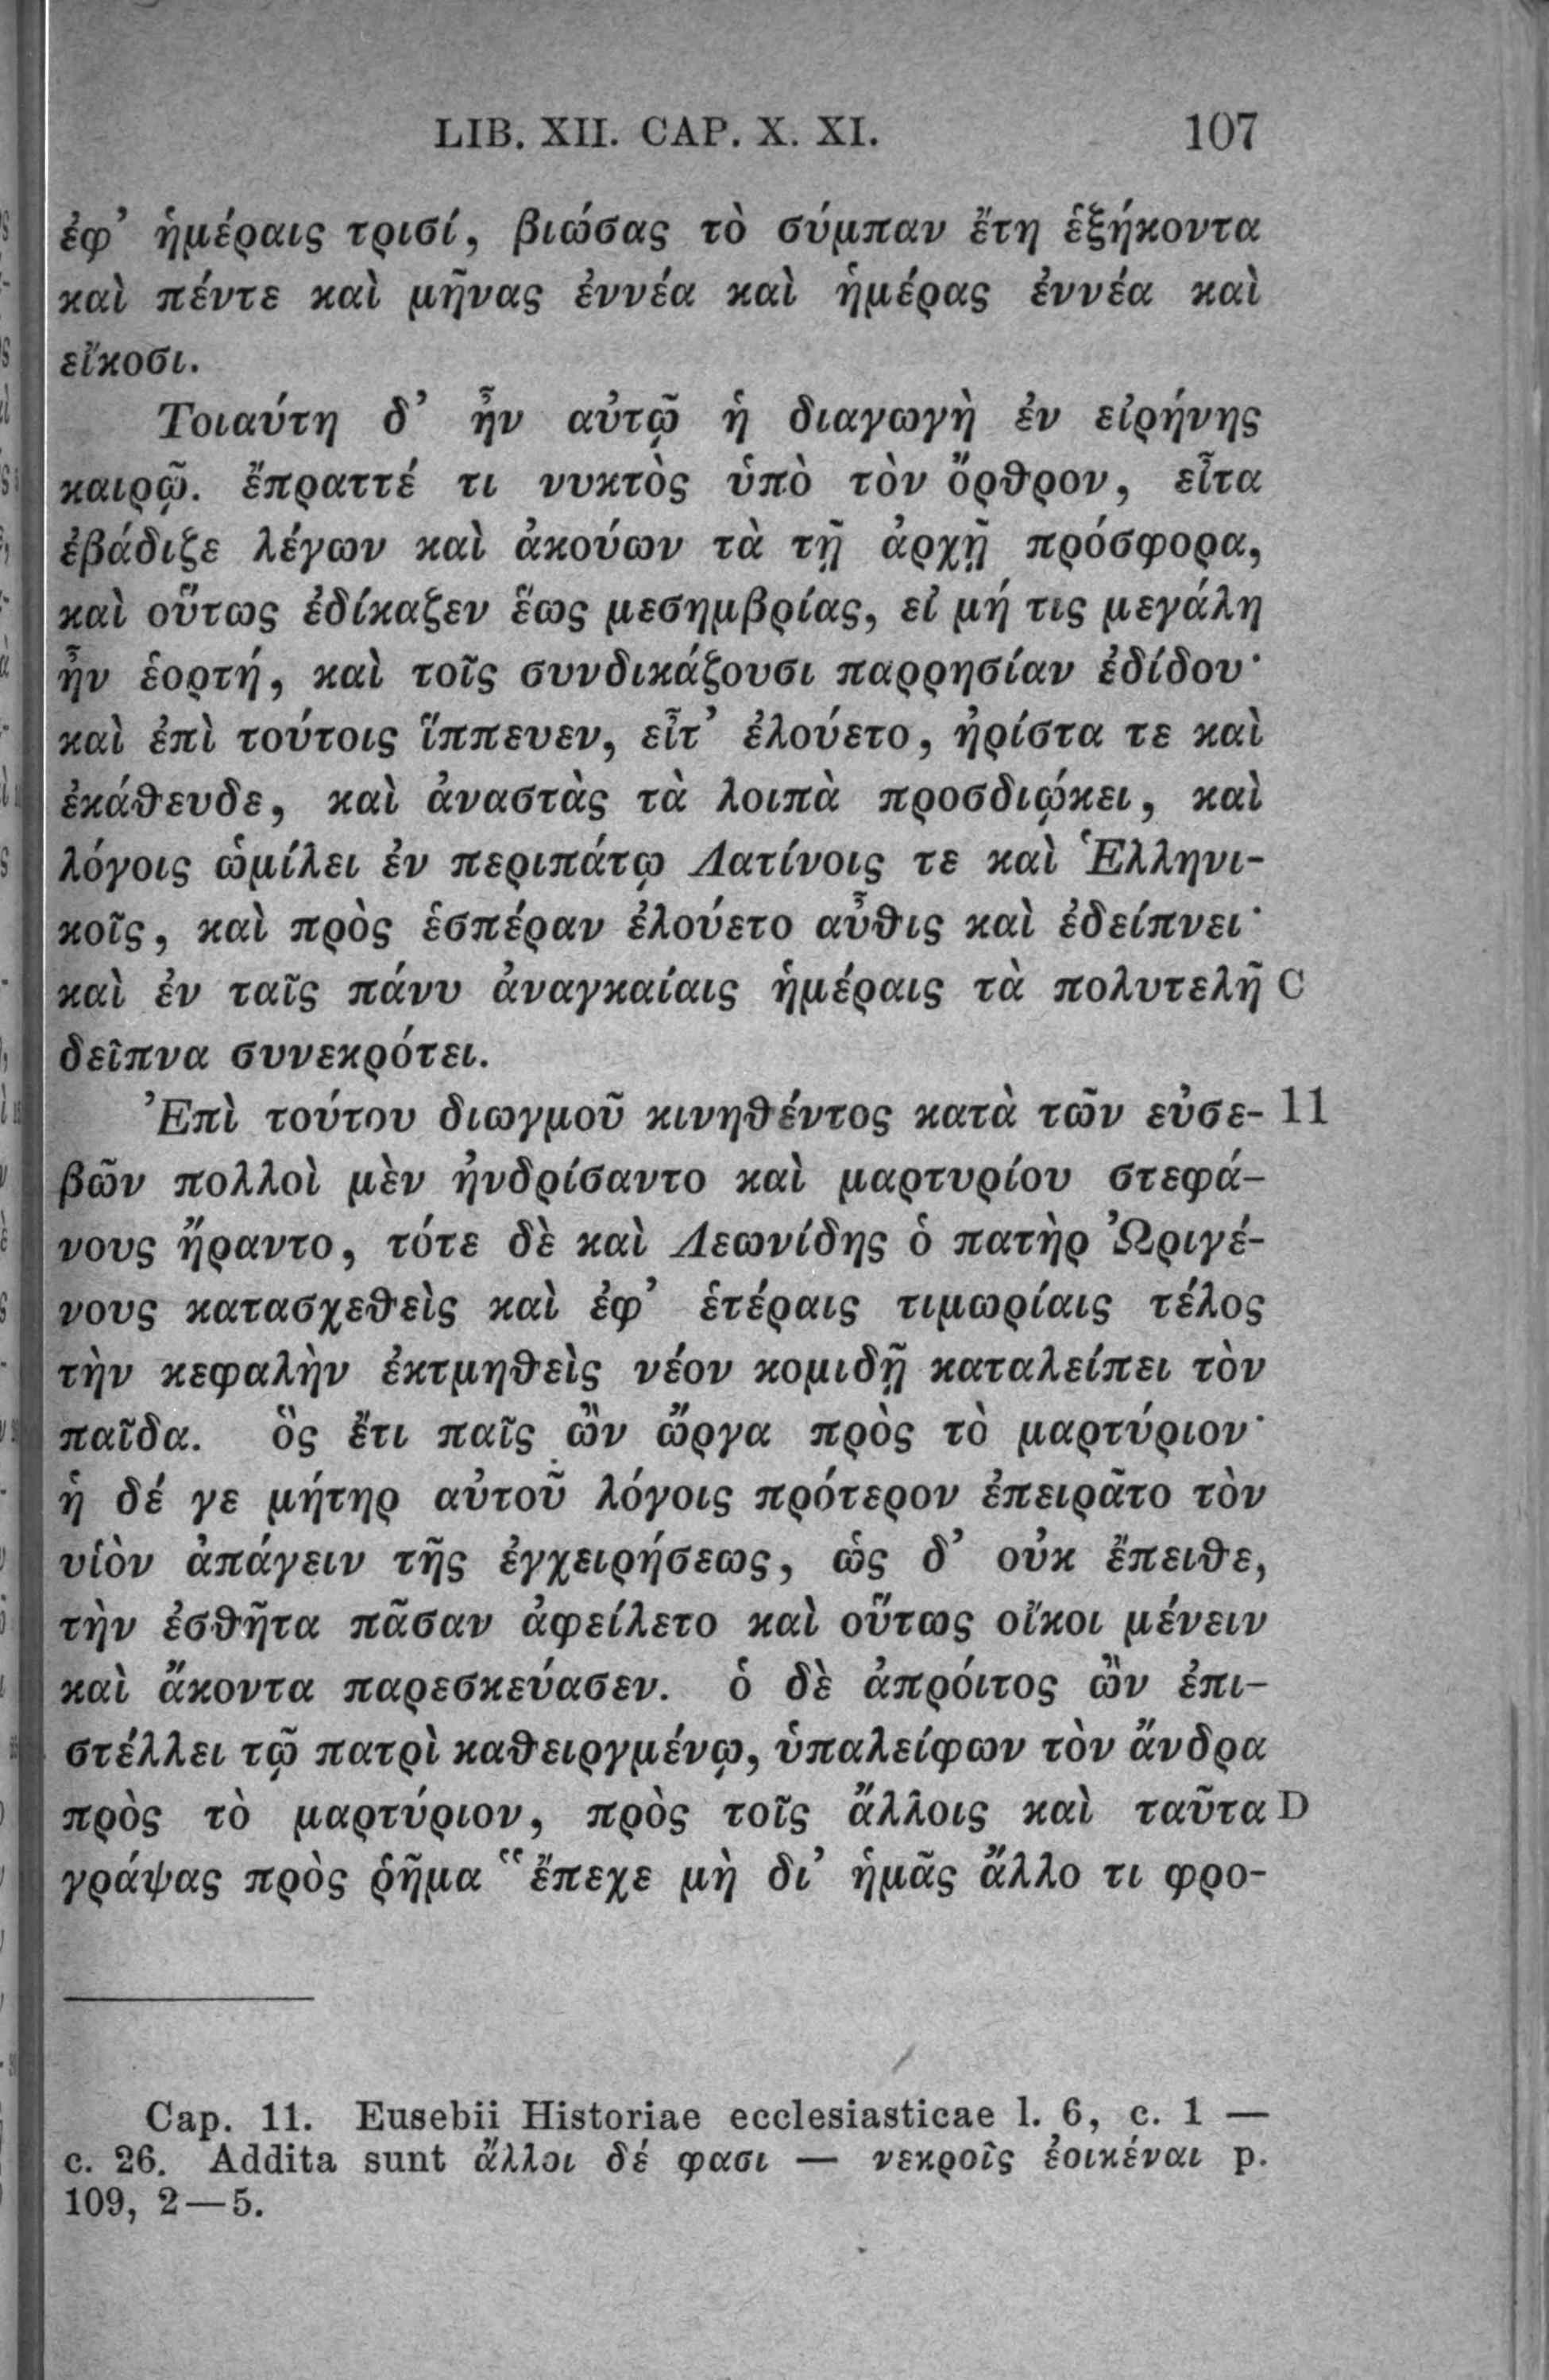 LIB. XII. CAP. X. XI. 107
ἐφ’ ἡμέραις τρισί, βιώσας τὸ σύμπαν ἔτη ἑξήκοντα
καὶ πέντε καὶ μῆνας ἐννέα καὶ ἡμέρας ἐννέα καὶ
εἴκοσι.
Τοιαύτη δ’ ἦν αὐτῷ ἡ διαγωγὴ ἐν εἰρήνης
καιρῷ. ἔπραττέ τι νυκτὸς ὑπὸ τὸν ὄρθρον, εἶτα
ἐβάδιζε λέγων καὶ ἀκούων τὰ τῇ ἀρχῇ πρόσφορα,
καὶ οὕτως ἐδίκαζεν ἕως μεσημβρίας, εἰ μή τις μεγάλη
ἦν ἑορτή, καὶ τοῖς συνδικάζουσι παρρησίαν ἐδίδου·
καὶ ἐπὶ τούτοις ἵππευεν, εἶτ’ ἐλούετο, ἠρίστα τε καὶ
ἐκάθευδε, καὶ ἀναστὰς τὰ λοιπὰ προσδιῴκει, καὶ
λόγοις ὡμίλει ἐν περιπάτῳ Λατίνοις τε καὶ Ἑλληνι-
κοῖς, καὶ πρὸς ἑσπέραν ἐλούετο αὖθις καὶ ἐδείπνει·
καὶ ἐν ταῖς πάνυ ἀναγκαίαις ἡμέραις τὰ πολυτελῆ C
δεῖπνα συνεκρότει.
Ἐπὶ τούτου διωγμοῦ κινηθέντος κατὰ τῶν εὐσε- 11
βῶν πολλοὶ μὲν ἠνδρίσαντο καὶ μαρτυρίου στεφά-
νους ἤραντο, τότε δὲ καὶ Λεωνίδης ὁ πατὴρ Ὠριγέ-
νους κατασχεθεὶς καὶ ἐφ’ ἑτέραις τιμωρίαις τέλος
τὴν κεφαλὴν ἐκτμηθεὶς νέον κομιδῇ καταλείπει τὸν
παῖδα. ὃς ἔτι παῖς ὢν ὤργα πρὸς τὸ μαρτύριον·
ἡ δέ γε μήτηρ αὐτοῦ λόγοις πρότερον ἐπειρᾶτο τὸν
υἱὸν ἀπάγειν τῆς ἐγχειρήσεως, ὡς δ’ οὐκ ἔπειθε,
τὴν ἐσθῆτα πᾶσαν ἀφείλετο καὶ οὕτως οἴκοι μένειν
καὶ ἄκοντα παρεσκεύασεν. ὁ δὲ ἀπρόιτος ὢν ἐπι-
στέλλει τῷ πατρὶ καθειργμένῳ, ὑπαλείφων τὸν ἄνδρα
πρὸς τὸ μαρτύριον, πρὸς τοῖς ἄλλοις καὶ ταῦτα D
γράψας πρὸς ῥῆμα “ἔπεχε μὴ δι’ ἡμᾶς ἄλλο τι φρο-
Cap. 11. Eusebii Historiae ecclesiasticae l. 6, c. 1 —
c. 26. Addita sunt ἄλλοι δέ φασι — νεκροῖς ἐοικέναι p.
109, 2—5.